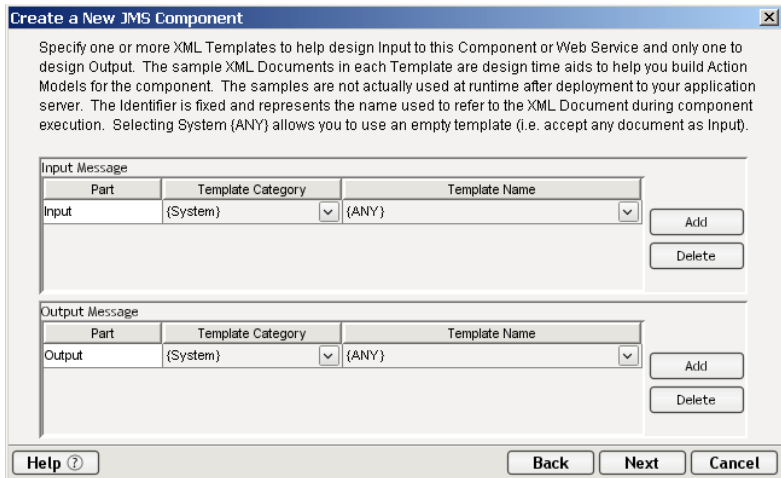 Create a New JMS Component
Specify one or more XML Templates to help design Input to this Component or Web Service and only one to
design Output. The sample XML Documents in each Template are design time aids to help you build Action
Models for the component. The samples are not actually used at runtime after deployment to your application
server. The Identifier is fixed and represents the name used to refer to the XML Document during component
execution. Selecting System {ANY} allows you to use an empty template (i.e. accept any document as Input).
Input Message
Part Template Category Template Name
Input {System} {ANY}
Add
Delete
Output Message
Part Template Category Template Name
Output {System} {ANY}
Add
Delete
Help ? Back Next Cancel